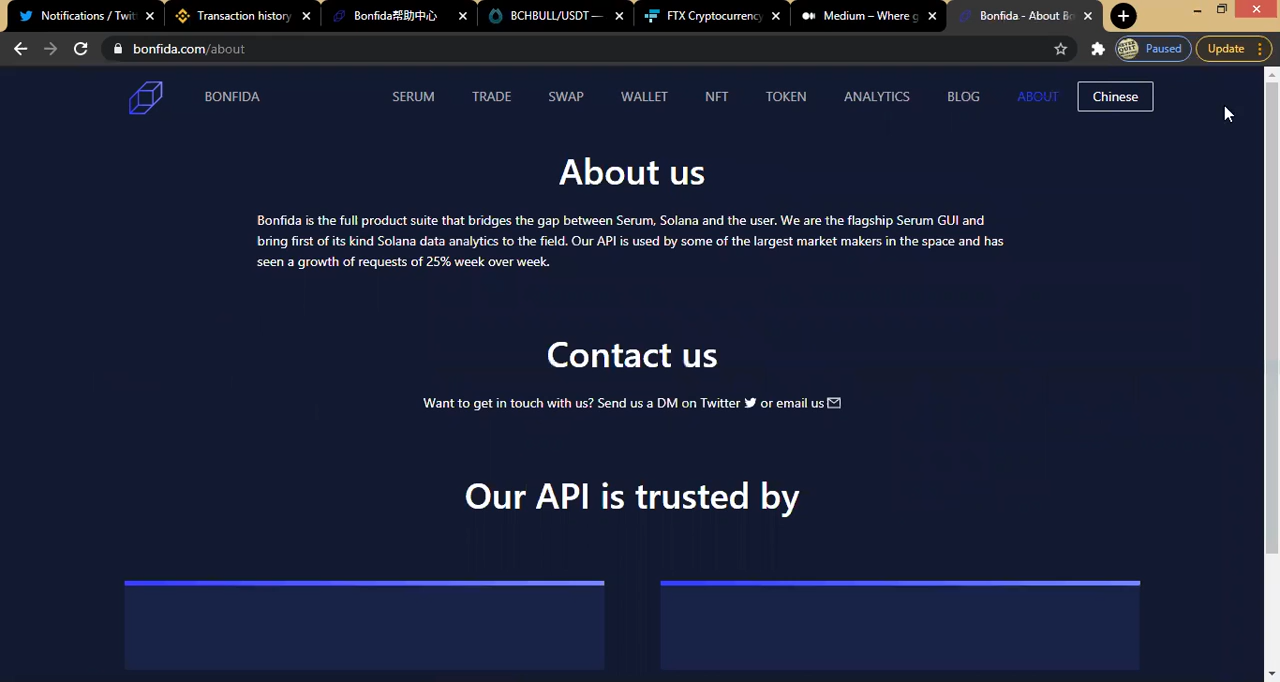 Notifications / Twit
Transaction history
Bonfida帮助中心
BCHBULL/USDT —
FTX Cryptocurrency
Medium – Where g
Bonfida - About Bo
bonfida.com/about
Paused
Update
BONFIDA
SERUM
TRADE
SWAP
WALLET
NFT
TOKEN
ANALYTICS
BLOG
ABOUT
Chinese
About us
Bonfida is the full product suite that bridges the gap between Serum, Solana and the user. We are the flagship Serum GUI and
bring first of its kind Solana data analytics to the field. Our API is used by some of the largest market makers in the space and has
seen a growth of requests of 25% week over week.
Contact us
Want to get in touch with us? Send us a DM on Twitter or email us
Our API is trusted by